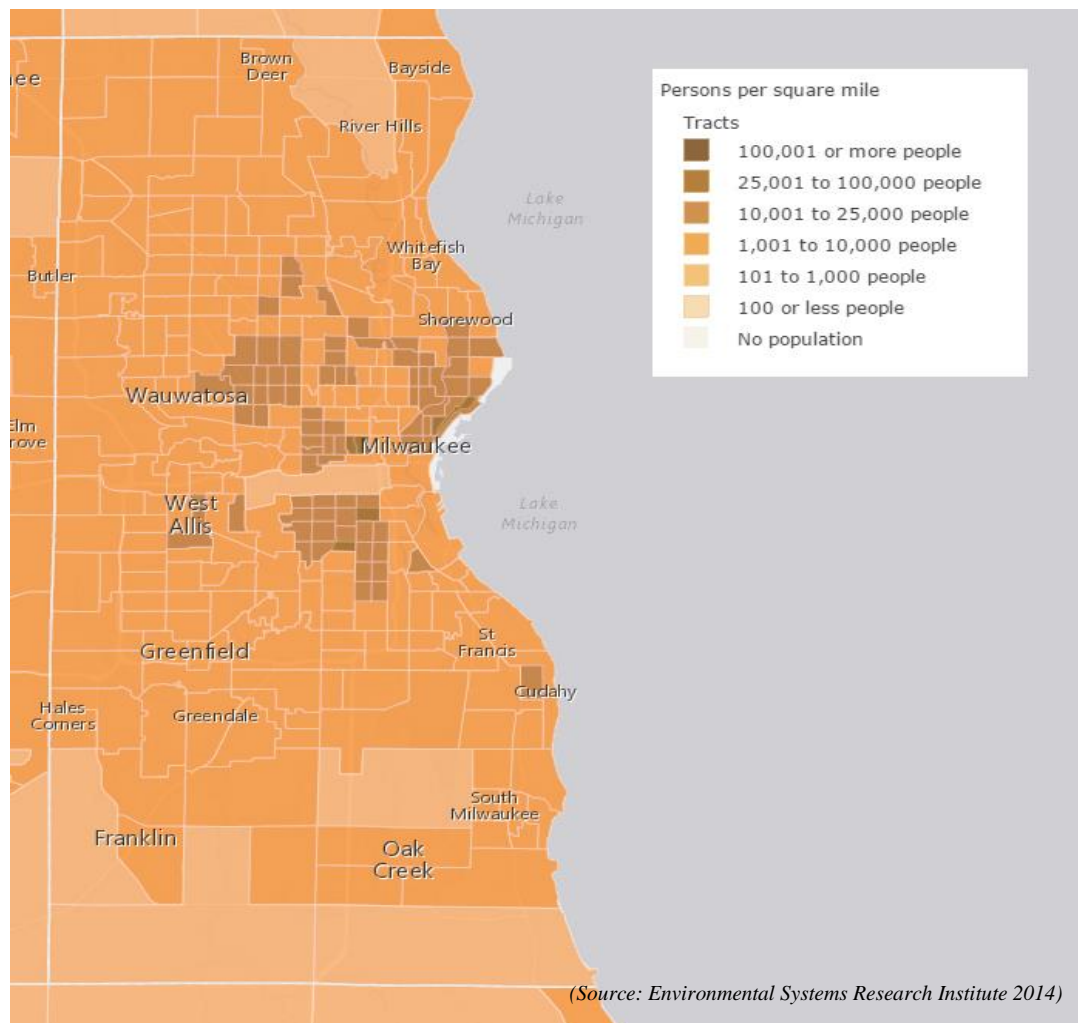 Brown
Deer
Bayside
River Hills
Lake
Michigan
Whitefish
Bay
Butler
Shorewood
Wauwatosa
Milwaukee
West
Allis
Lake
Michigan
Greenfield
St
Francis
Cudahy
Hales
Corners
Greendale
South
Milwaukee
Franklin
Oak
Creek
Persons per square mile
Tracts
100,001 or more people
25,001 to 100,000 people
10,001 to 25,000 people
1,001 to 10,000 people
101 to 1,000 people
100 or less people
No population
(Source: Environmental Systems Research Institute 2014)